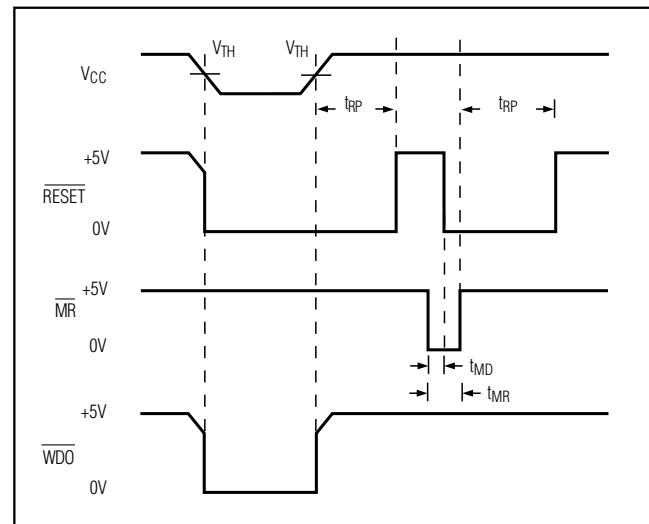 VTH VTH
VCC
tRP tRP
+5V
RESET
0V
+5V
MR
0V
tMD
tMR
+5V
WDO
0V